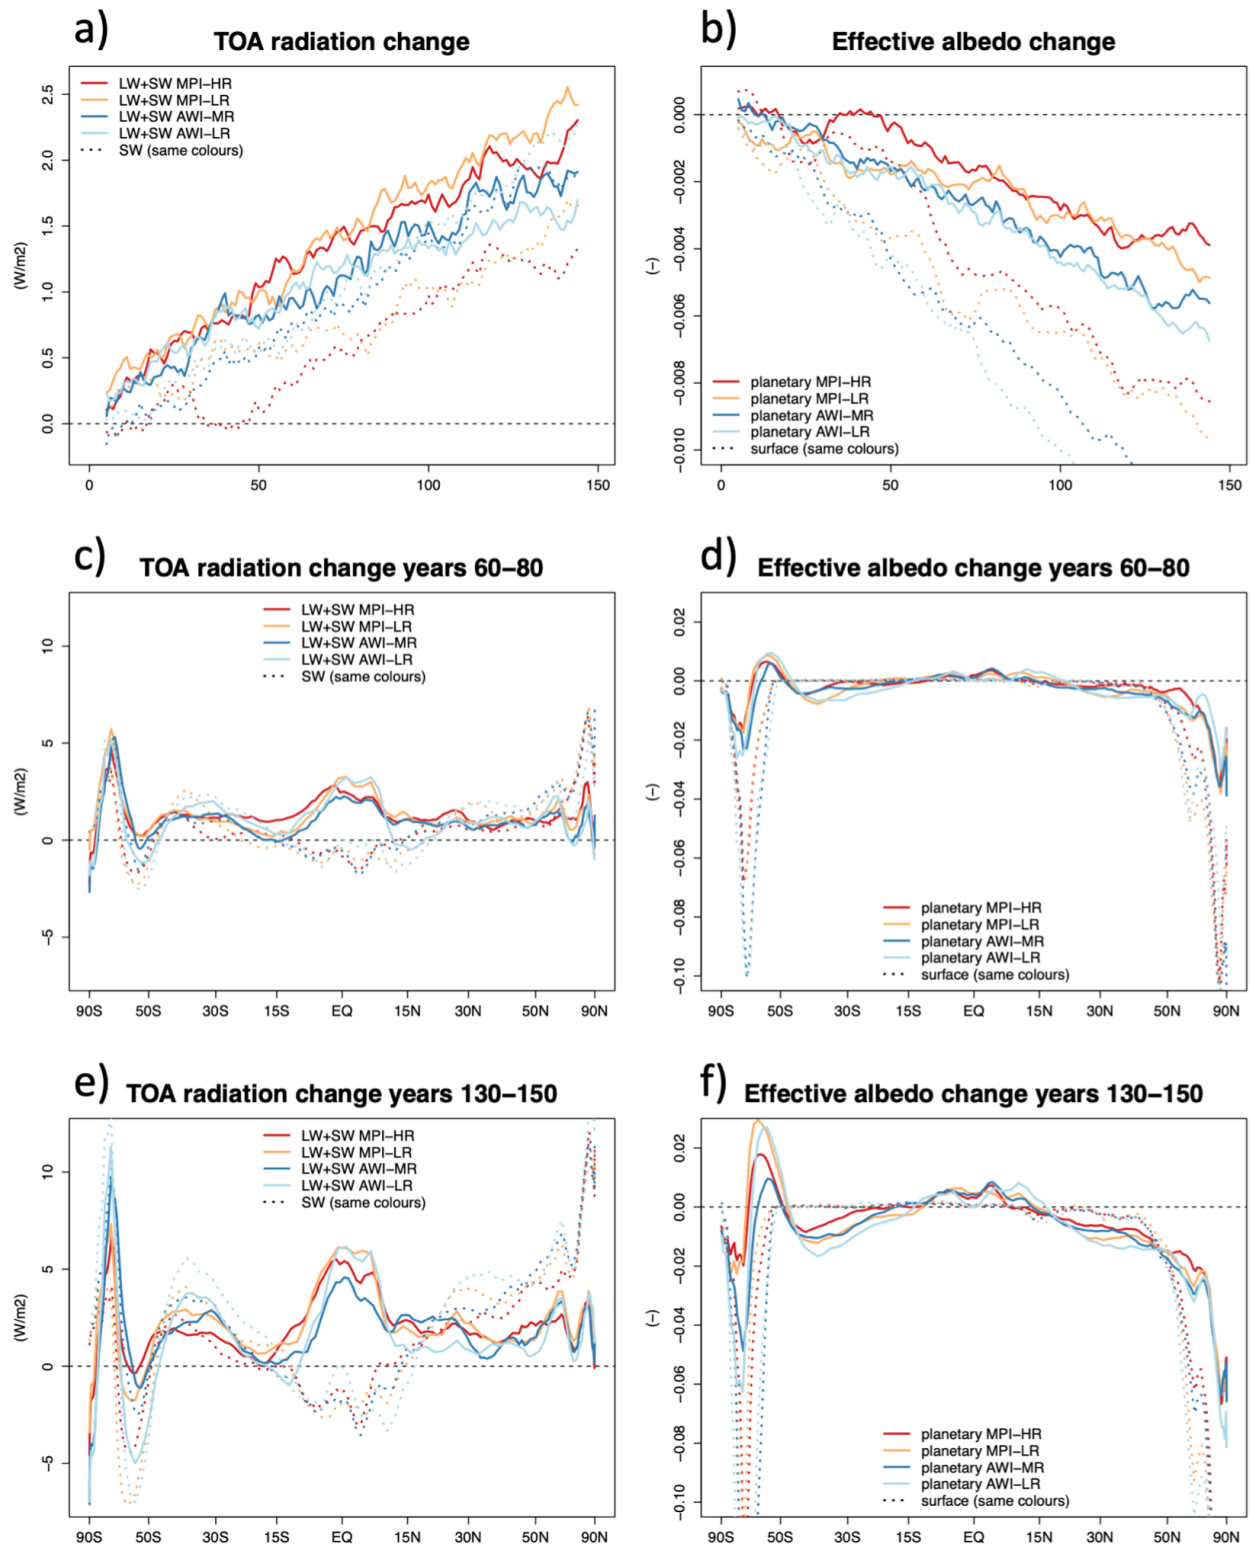 a)
TOA radiation change
LW+SW MPI−HR
LW+SW MPI−LR
LW+SW AWI−MR
LW+SW AWI−LR
SW (same colours)
(W/m2)
2.5
2.0
1.5
1.0
0.5
0.0
0 50 100 150
b)
Effective albedo change
(−)
0.000
−0.002
−0.004
−0.006
−0.008
−0.010
planetary MPI−HR
planetary MPI−LR
planetary AWI−MR
planetary AWI−LR
surface (same colours)
0 50 100 150
c)
TOA radiation change years 60−80
LW+SW MPI−HR
LW+SW MPI−LR
LW+SW AWI−MR
LW+SW AWI−LR
SW (same colours)
(W/m2)
10
5
0
−5
90S 50S 30S 15S EQ 15N 30N 50N 90N
d)
Effective albedo change years 60−80
(−)
0.02
0.00
−0.02
−0.04
−0.06
−0.08
−0.10
planetary MPI−HR
planetary MPI−LR
planetary AWI−MR
planetary AWI−LR
surface (same colours)
90S 50S 30S 15S EQ 15N 30N 50N 90N
e)
TOA radiation change years 130−150
LW+SW MPI−HR
LW+SW MPI−LR
LW+SW AWI−MR
LW+SW AWI−LR
SW (same colours)
(W/m2)
10
5
0
−5
90S 50S 30S 15S EQ 15N 30N 50N 90N
f)
Effective albedo change years 130−150
(−)
0.02
0.00
−0.02
−0.04
−0.06
−0.08
−0.10
planetary MPI−HR
planetary MPI−LR
planetary AWI−MR
planetary AWI−LR
surface (same colours)
90S 50S 30S 15S EQ 15N 30N 50N 90N